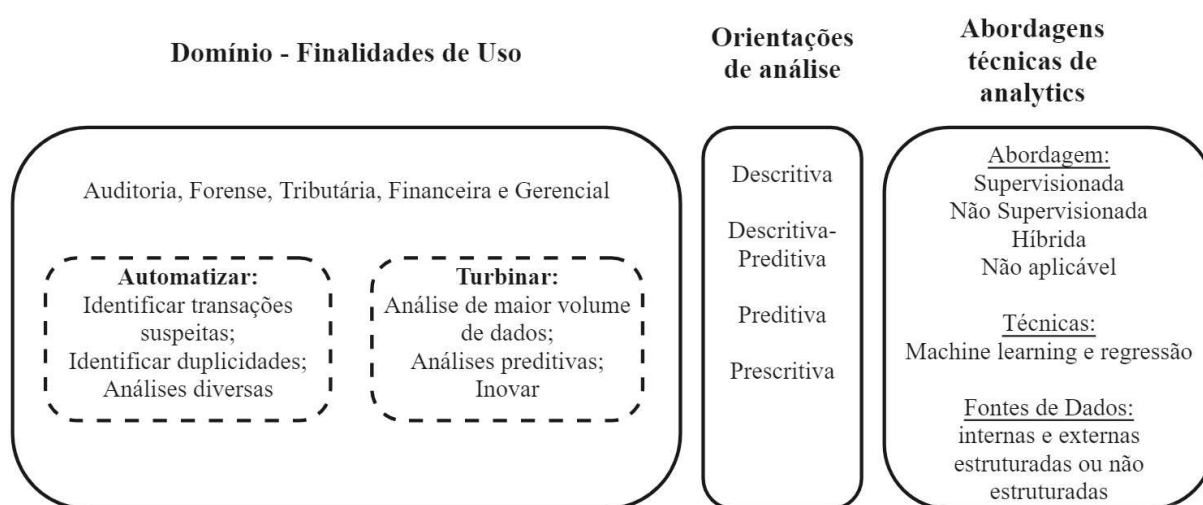 Domínio - Finalidades de Uso
Orientações
de análise
Abordagens
técnicas de
analytics
Auditoria, Forense, Tributária, Financeira e Gerencial
Automatizar:
Identificar transações
suspeitas;
Identificar duplicidades;
Análises diversas
Turbinar:
Análise de maior volume
de dados;
Análises preditivas;
Inovar
Descritiva
Descritiva-
Preditiva
Preditiva
Prescritiva
Abordagem:
Supervisionada
Não Supervisionada
Híbrida
Não aplicável
Técnicas:
Machine learning e regressão
Fontes de Dados:
internas e externas
estruturadas ou não
estruturadas